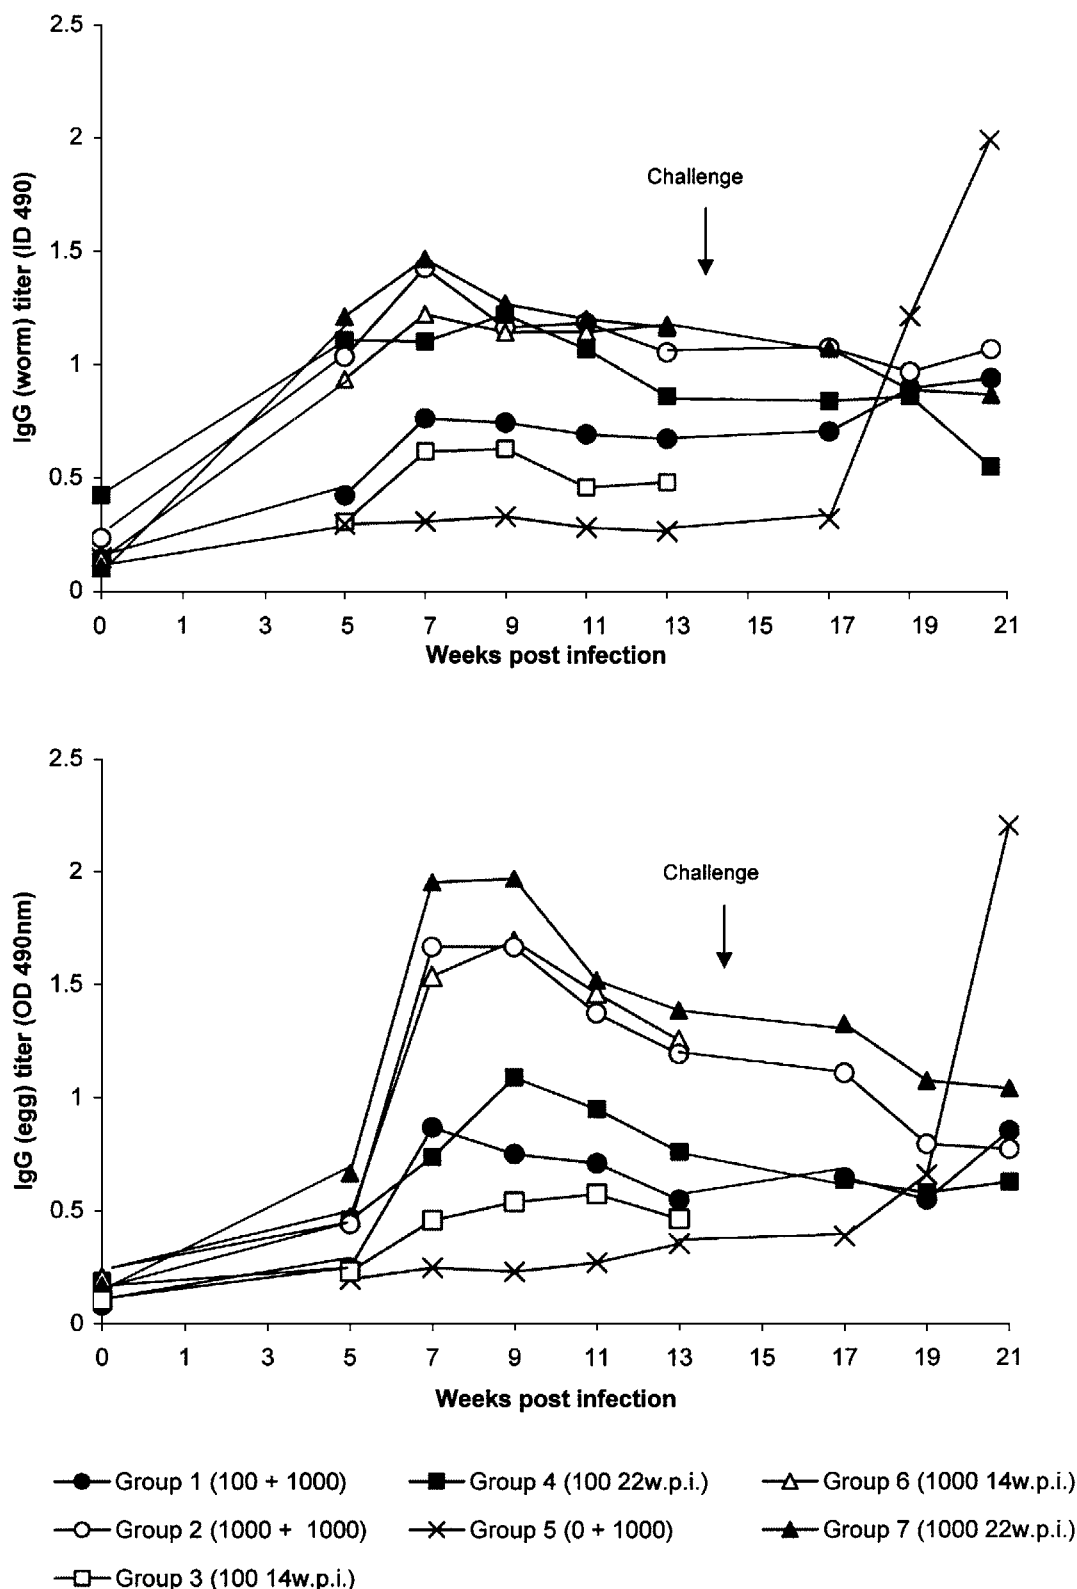 2.5
2
Challenge
1.5
1
0.5
0
0 1 3 5 7 9 11 13 15 17 19 21
Weeks post infection
IgG (worm) titer (ID 490)
2.5
2
Challenge
1.5
1
0.5
0
0 1 3 5 7 9 11 13 15 17 19 21
Weeks post infection
IgG (egg) titer (OD 490nm)
Group 1 (100 + 1000) Group 4 (100 22w.p.i.) Group 6 (1000 14w.p.i.)
Group 2 (1000 + 1000) Group 5 (0 + 1000) Group 7 (1000 22w.p.i.)
Group 3 (100 14w.p.i.)